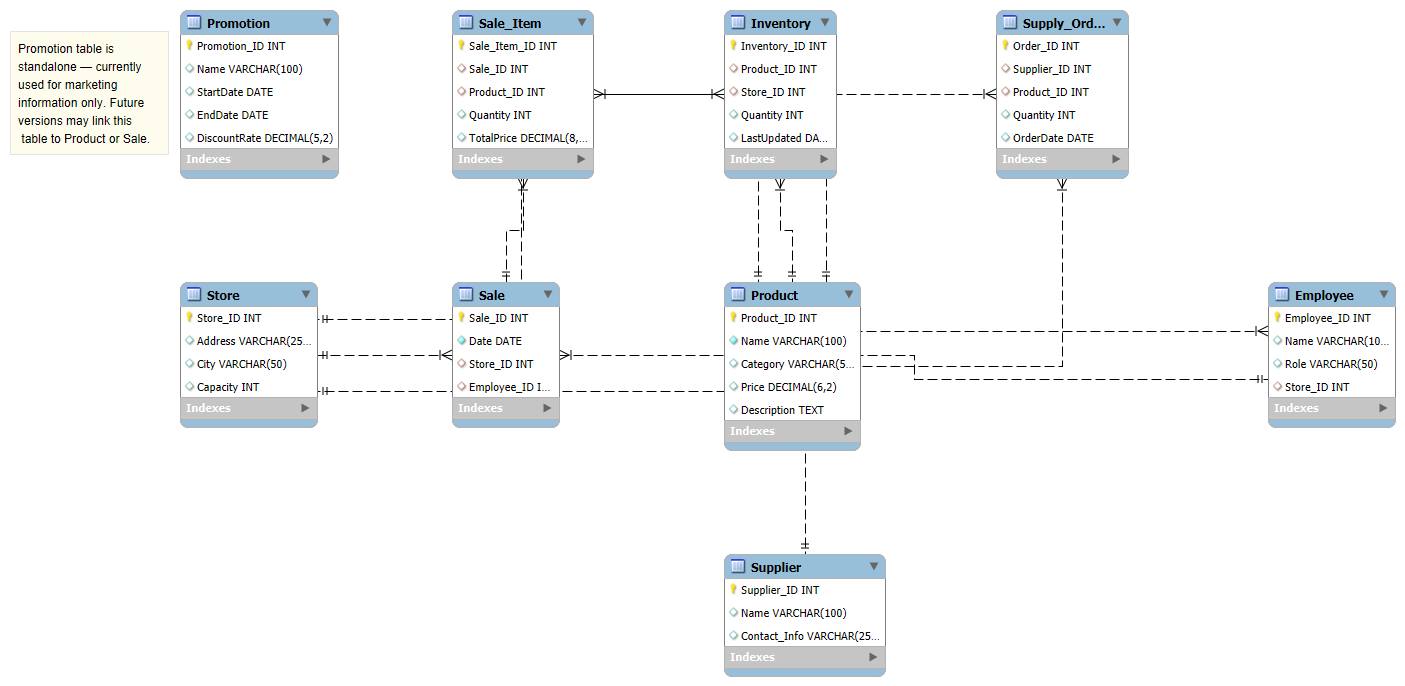 Promotion table is
standalone — currently
used for marketing
information only. Future
versions may link this
table to Product or Sale.
Promotion
Promotion_ID INT
Name VARCHAR(100)
StartDate DATE
EndDate DATE
DiscountRate DECIMAL(5,2)
Indexes
Sale_Item
Sale_Item_ID INT
Sale_ID INT
Product_ID INT
Quantity INT
TotalPrice DECIMAL(8,...
Indexes
Inventory
Inventory_ID INT
Product_ID INT
Store_ID INT
Quantity INT
LastUpdated DA...
Indexes
Supply_Ord...
Order_ID INT
Supplier_ID INT
Product_ID INT
Quantity INT
OrderDate DATE
Indexes
Store
Store_ID INT
Address VARCHAR(25...
City VARCHAR(50)
Capacity INT
Indexes
Sale
Sale_ID INT
Date DATE
Store_ID INT
Employee_ID I...
Indexes
Product
Product_ID INT
Name VARCHAR(100)
Category VARCHAR(5...
Price DECIMAL(6,2)
Description TEXT
Indexes
Employee
Employee_ID INT
Name VARCHAR(10...
Role VARCHAR(50)
Store_ID INT
Indexes
Supplier
Supplier_ID INT
Name VARCHAR(100)
Contact_Info VARCHAR(25...
Indexes